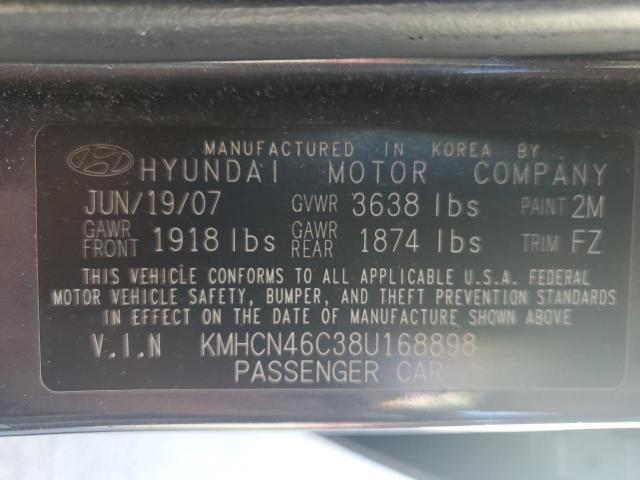 MANUFACTURED IN KOREA BY
HYUNDAI MOTOR COMPANY
JUN/19/07 GVWR 3638 lbs PAINT 2M
GAWR FRONT 1918 lbs GAWR REAR 1874 lbs TRIM FZ
THIS VEHICLE CONFORMS TO ALL APPLICABLE U.S.A. FEDERAL
MOTOR VEHICLE SAFETY, BUMPER, AND THEFT PREVENTION STANDARDS
IN EFFECT ON THE DATE OF MANUFACTURE SHOWN ABOVE
V.I.N KMHCN46C38U168898
PASSENGER CAR